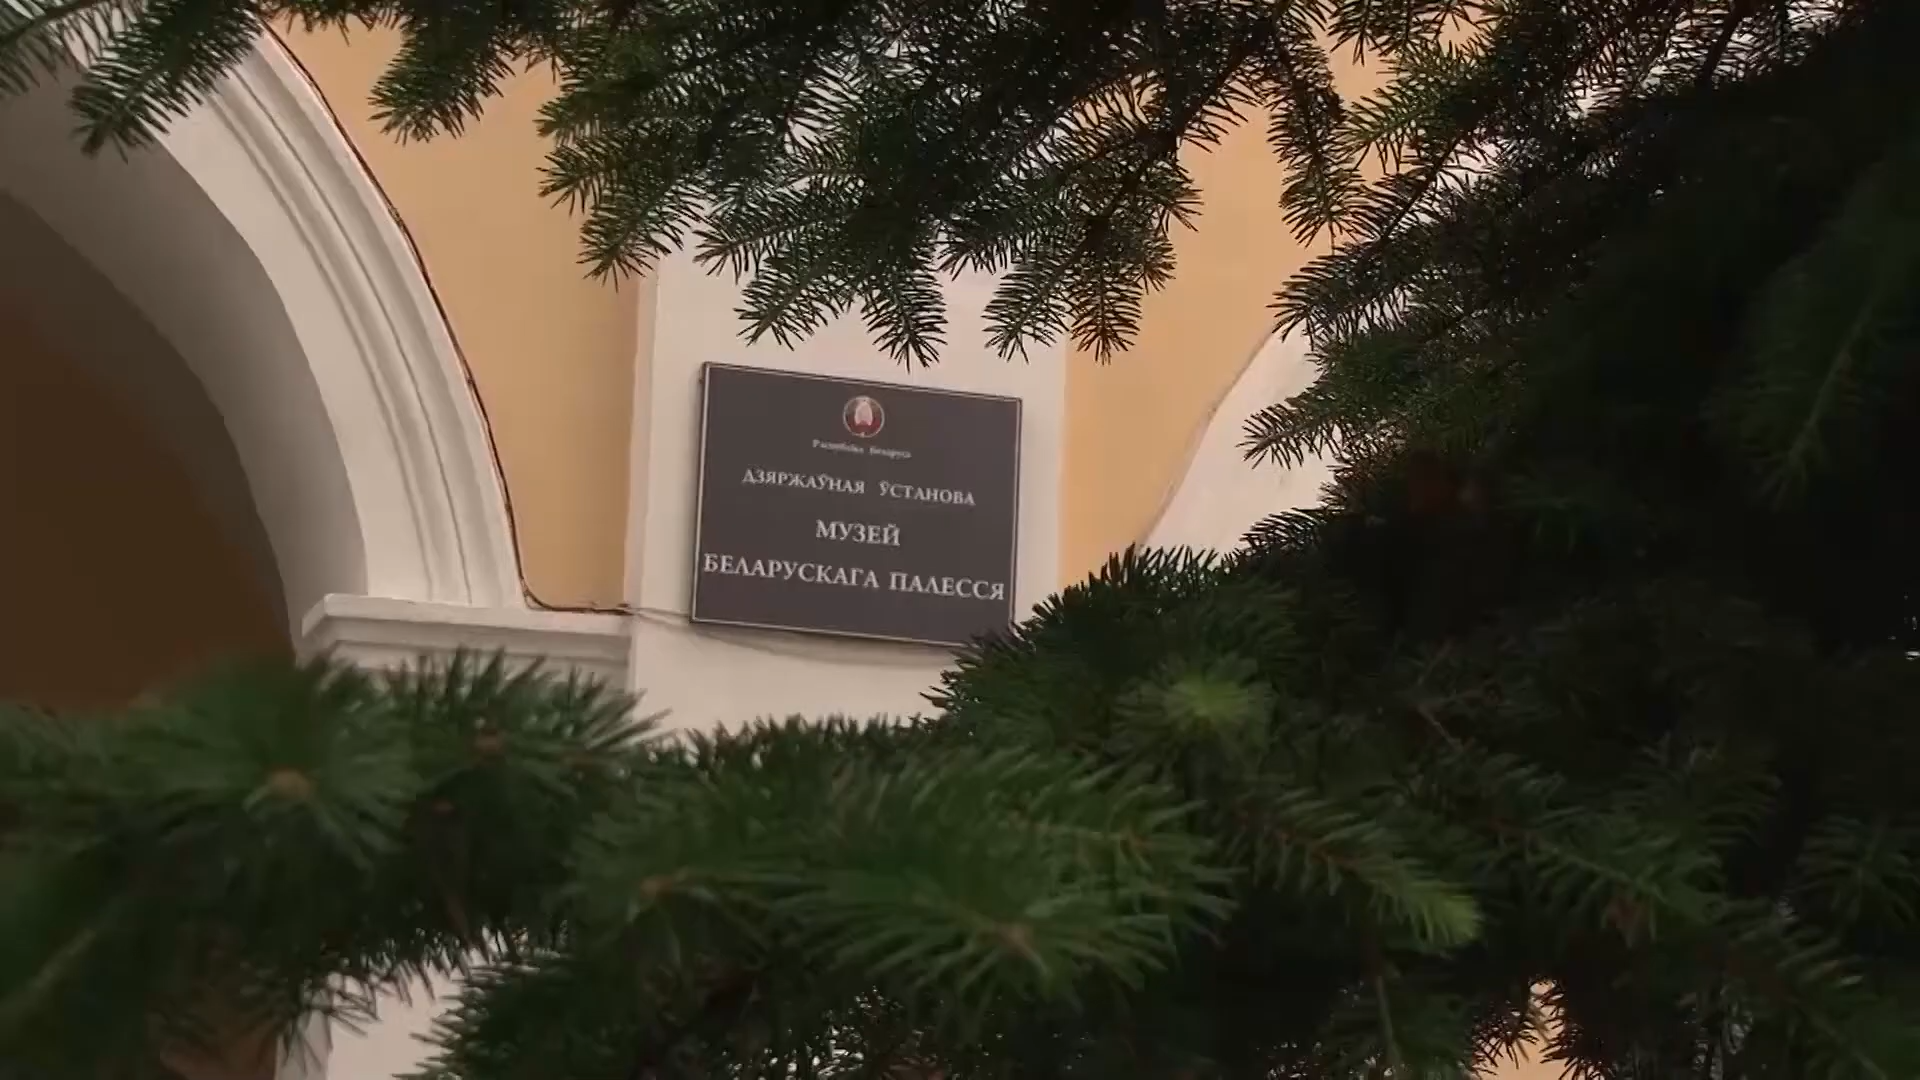 Рэспубліка Беларусь
ДЗЯРЖАЎНАЯ ЎСТАНОВА
МУЗЕЙ
БЕЛАРУСКАГА ПАЛЕССЯ